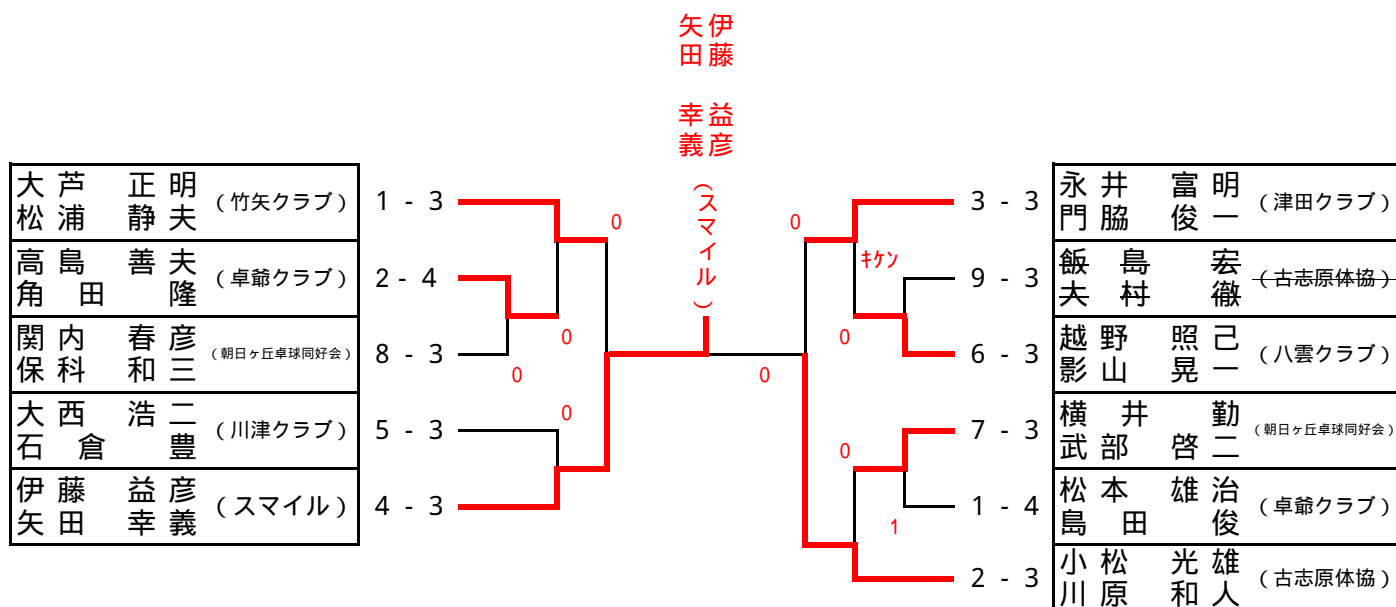 伊藤 益彦
矢田 幸義
（スマイル）
大芦 正明
松浦 静夫
（竹矢クラブ）
1 - 3
高島 善夫
角田 隆
（卓爺クラブ）
2 - 4
関内 春彦
保科 和三
（朝日ヶ丘卓球同好会）
8 - 3
大西 浩二
石倉 豊
（川津クラブ）
5 - 3
伊藤 益彦
矢田 幸義
（スマイル）
4 - 3
0
0
0
0
0
0
キケン
0
0
1
3 - 3
永井 富明
門脇 俊一
（津田クラブ）
9 - 3
飯島 宏
大村 徹
（古志原体協）
6 - 3
越野 照己
影山 晃一
（八雲クラブ）
7 - 3
横井 勤
武部 啓二
（朝日ヶ丘卓球同好会）
1 - 4
松本 雄治
島田 俊
（卓爺クラブ）
2 - 3
小松 光雄
川原 和人
（古志原体協）